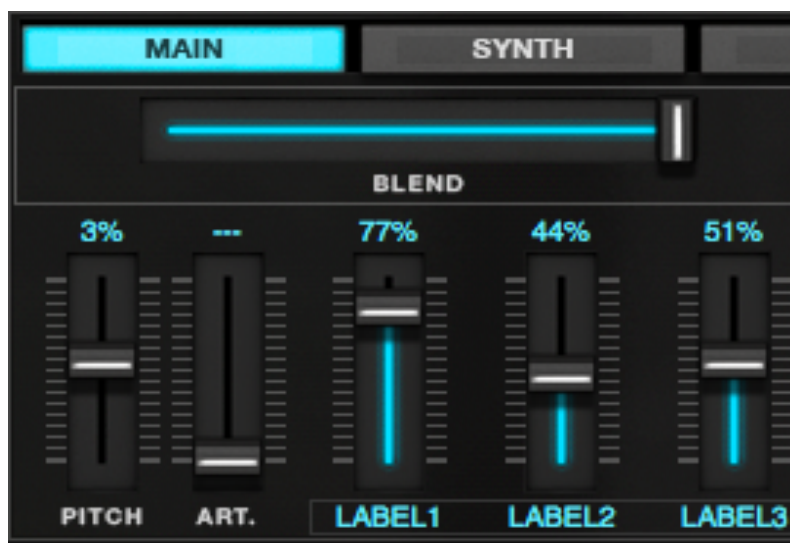 MAIN SYNTH
BLEND
3% --- 77% 44% 51%
PITCH ART. LABEL1 LABEL2 LABEL3